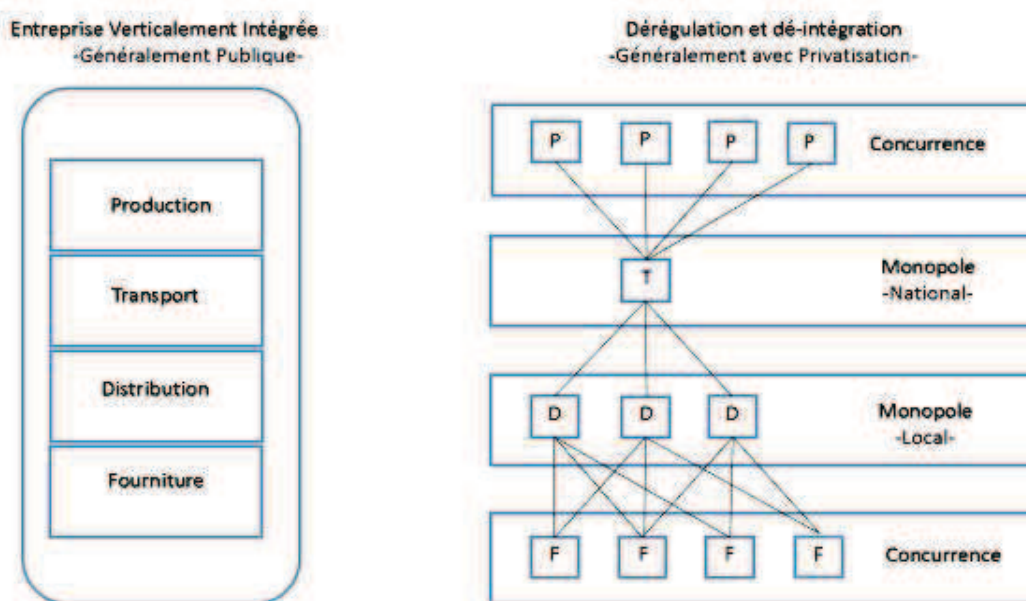 Entreprise Verticalement Intégrée
-Généralement Publique-
Production
Transport
Distribution
Fourniture
Dérégulation et dé-intégration
-Généralement avec Privatisation-
P P P P Concurrence
T
Monopole
-National-
D D D
Monopole
-Local-
F F F F Concurrence